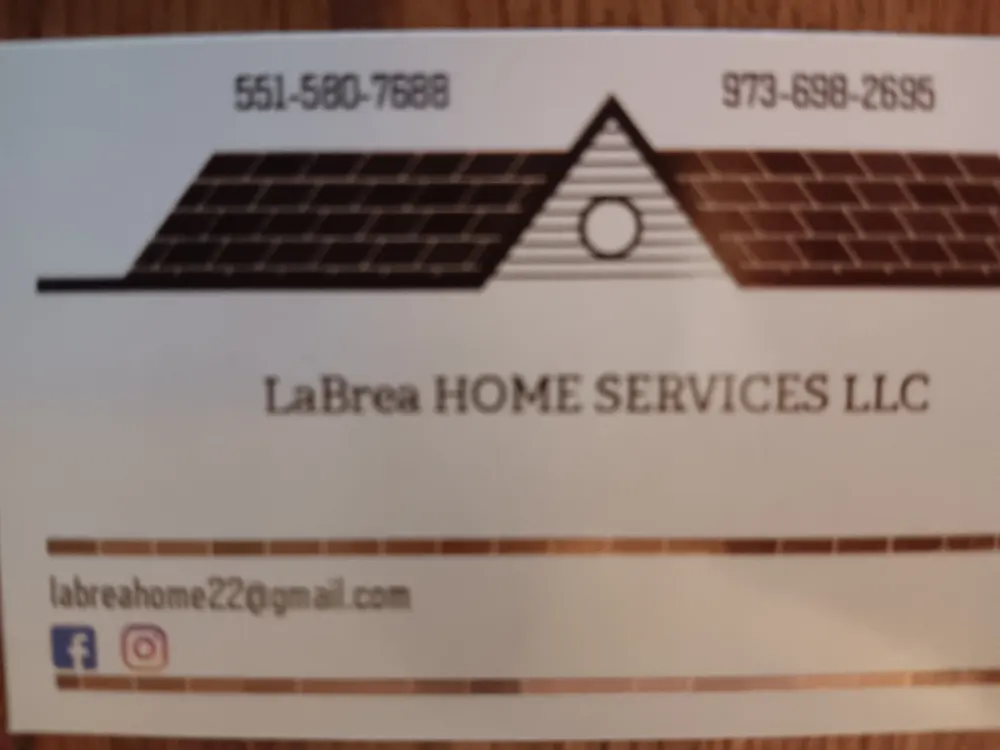 551-580-7688 973-698-2695
LaBrea HOME SERVICES LLC
labreahome22@gmail.com